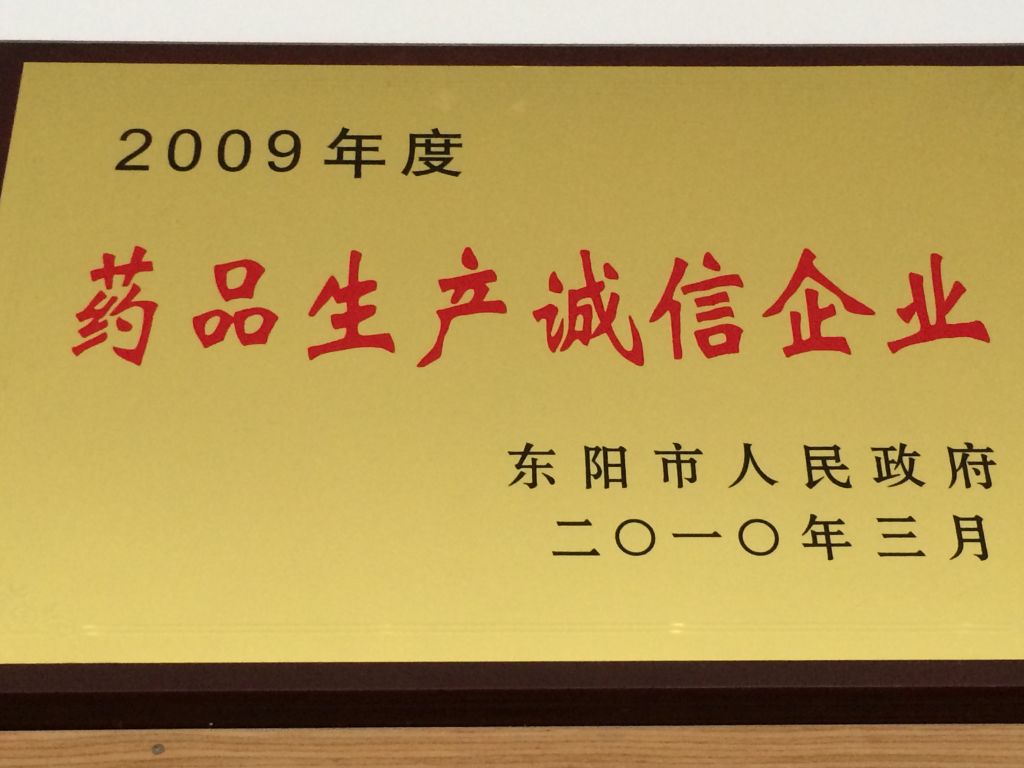 2009年度
药品生产诚信企业
东阳市人民政府
二〇一〇年三月